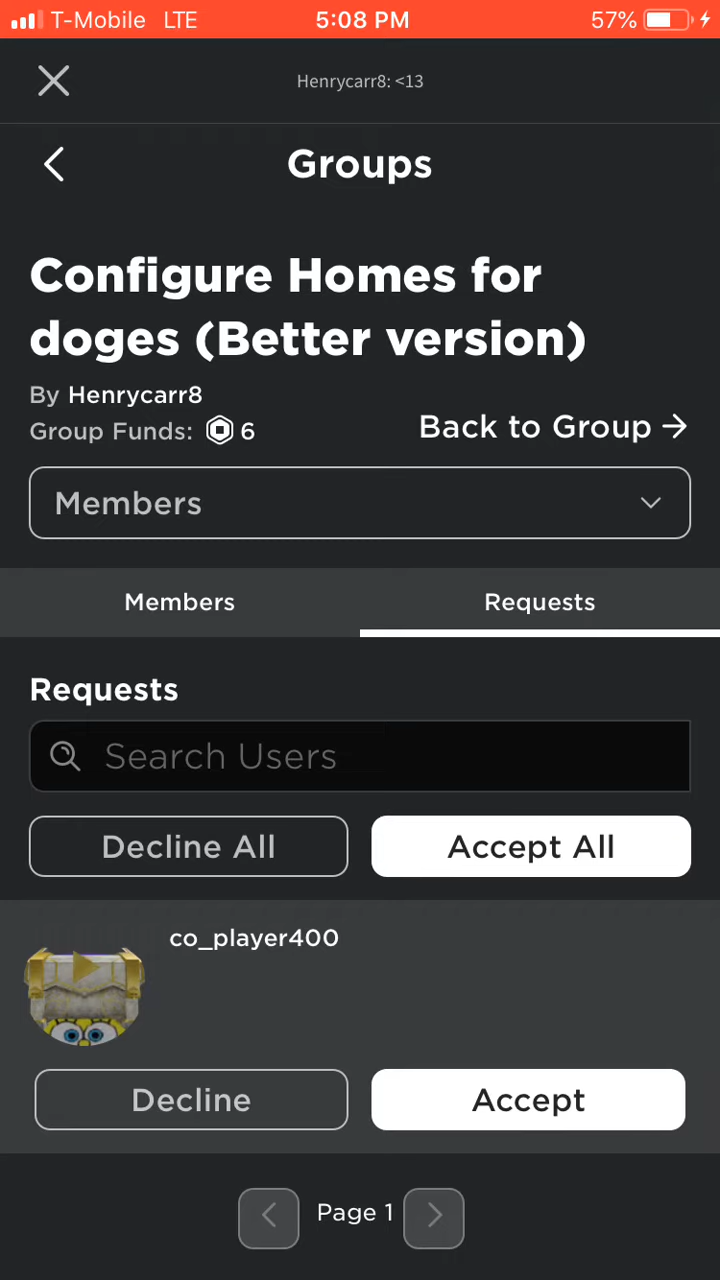 T-Mobile LTE 5:08 PM 57%
Henrycarr8: <13
Groups
Configure Homes for
doges (Better version)
By Henrycarr8
Group Funds: 6
Back to Group →
Members
Members Requests
Requests
Search Users
Decline All Accept All
co_player400
Decline Accept
Page 1